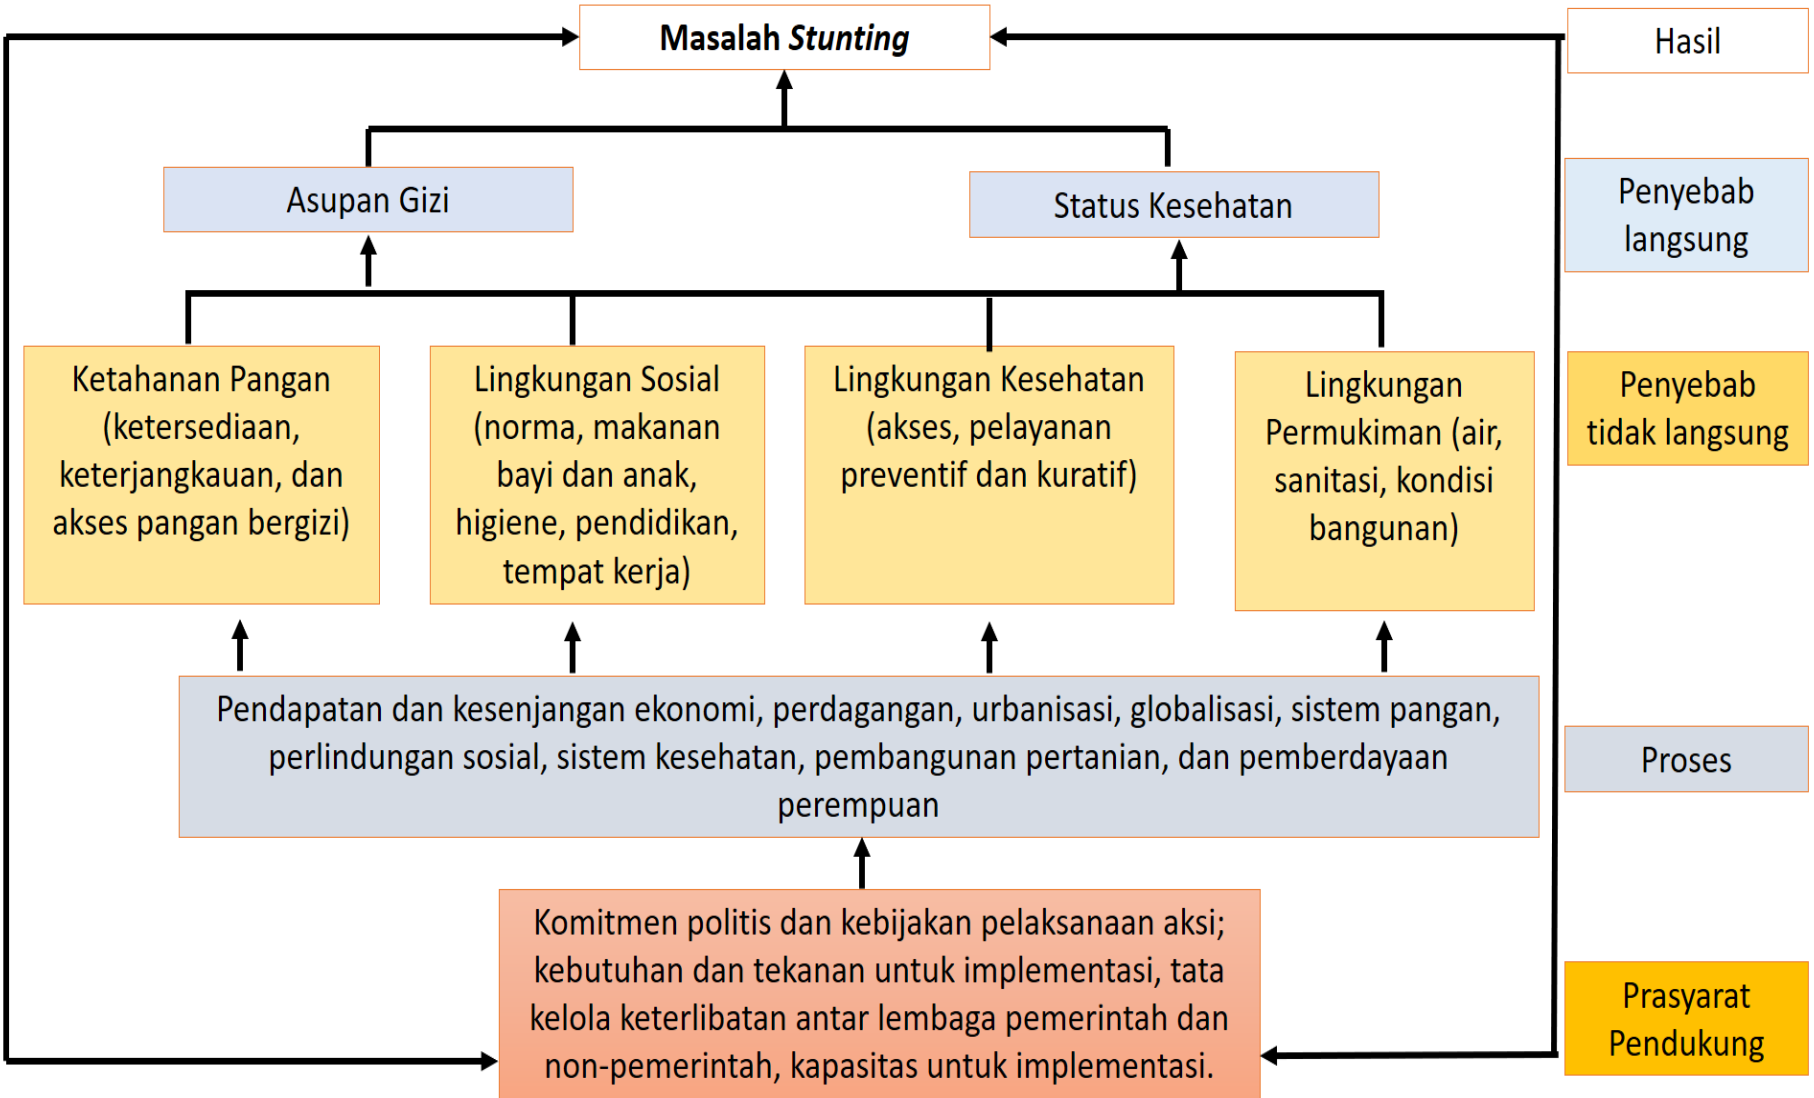 Masalah Stunting
Hasil
Asupan Gizi
Status Kesehatan
Penyebab
langsung
Ketahanan Pangan
(ketersediaan,
keterjangkauan, dan
akses pangan bergizi)
Lingkungan Sosial
(norma, makanan
bayi dan anak,
higiene, pendidikan,
tempat kerja)
Lingkungan Kesehatan
(akses, pelayanan
preventif dan kuratif)
Lingkungan
Permukiman (air,
sanitasi, kondisi
bangunan)
Penyebab
tidak langsung
Pendapatan dan kesenjangan ekonomi, perdagangan, urbanisasi, globalisasi, sistem pangan,
perlindungan sosial, sistem kesehatan, pembangunan pertanian, dan pemberdayaan
perempuan
Proses
Komitmen politis dan kebijakan pelaksanaan aksi;
kebutuhan dan tekanan untuk implementasi, tata
kelola keterlibatan antar lembaga pemerintah dan
non-pemerintah, kapasitas untuk implementasi.
Prasyarat
Pendukung